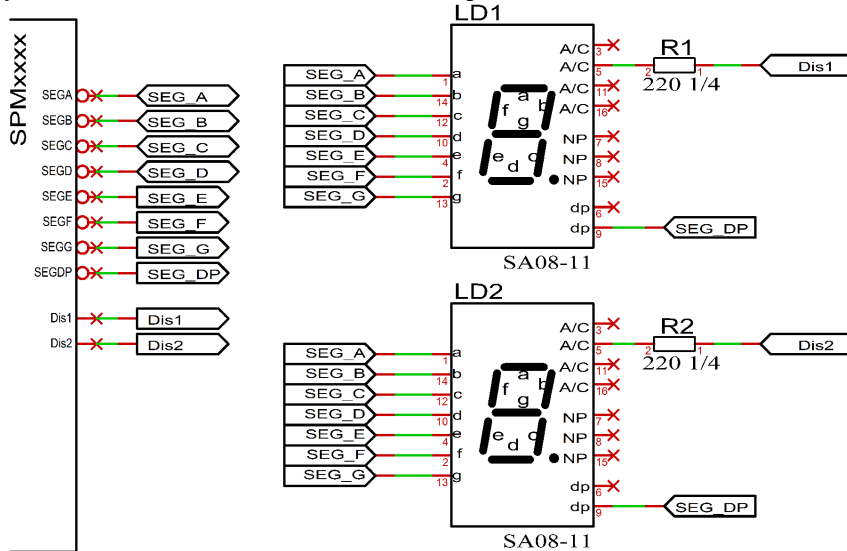 SPMxxxx
SEGA SEG_A
SEGB SEG_B
SEGC SEG_C
SEGD SEG_D
SEGE SEG_E
SEGF SEG_F
SEGG SEG_G
SEGDP SEG_DP
Dis1 Dis1
Dis2 Dis2
LD1
SEG_A 1 a
SEG_B 14 b
SEG_C 12 c
SEG_D 10 d
SEG_E 4 e
SEG_F 2 f
SEG_G 13 g
a
f b
g
e d c
A/C 3
A/C 5
A/C 11
A/C 16
NP 7
NP 8
NP 15
dp 6
dp 9
R1
2 1
220 1/4
Dis1
SEG_DP
SA08-11
LD2
SEG_A 1 a
SEG_B 14 b
SEG_C 12 c
SEG_D 10 d
SEG_E 4 e
SEG_F 2 f
SEG_G 13 g
a
f b
g
e d c
A/C 3
A/C 5
A/C 11
A/C 16
NP 7
NP 8
NP 15
dp 6
dp 9
R2
2 1
220 1/4
Dis2
SEG_DP
SA08-11